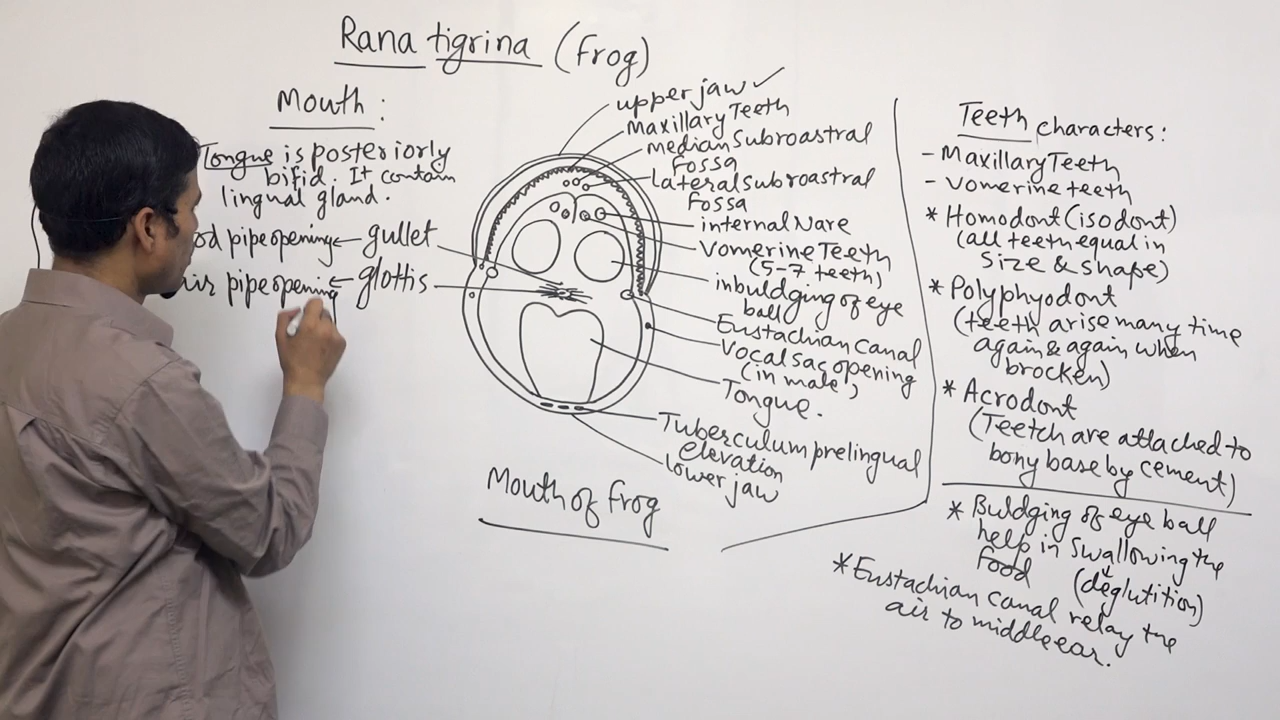 Rana tigrina (frog)
Mouth :
Tongue is posteriorly
bifid. It contain
lingual gland.
pipe opening ← gullet
pipe opening ← glottis
upper jaw ✓
Maxillary Teeth
median Subroastral
Fossa
Lateral subroastral
Fossa
internal Nare
Vomerine Teeth
(5-7 teeth)
inbuldging of eye
ball
Eustachian Canal
Vocal sac opening
(in male)
Tongue.
Tuberculum prelingual
elevation
lower jaw
Mouth of frog
Teeth characters :
- Maxillary Teeth
- Vomerine teeth
* Homodont (isodont)
(all teeth equal in
size & shape)
* Polyphyodont
(teeth arise many time
again & again when
brocken)
* Acrodont
(Teetch are attached to
bony base by cement)
* Buldging of eye ball
help in swallowing the
food ↓
(deglutition)
* Eustachian canal relay the
air to middle ear.